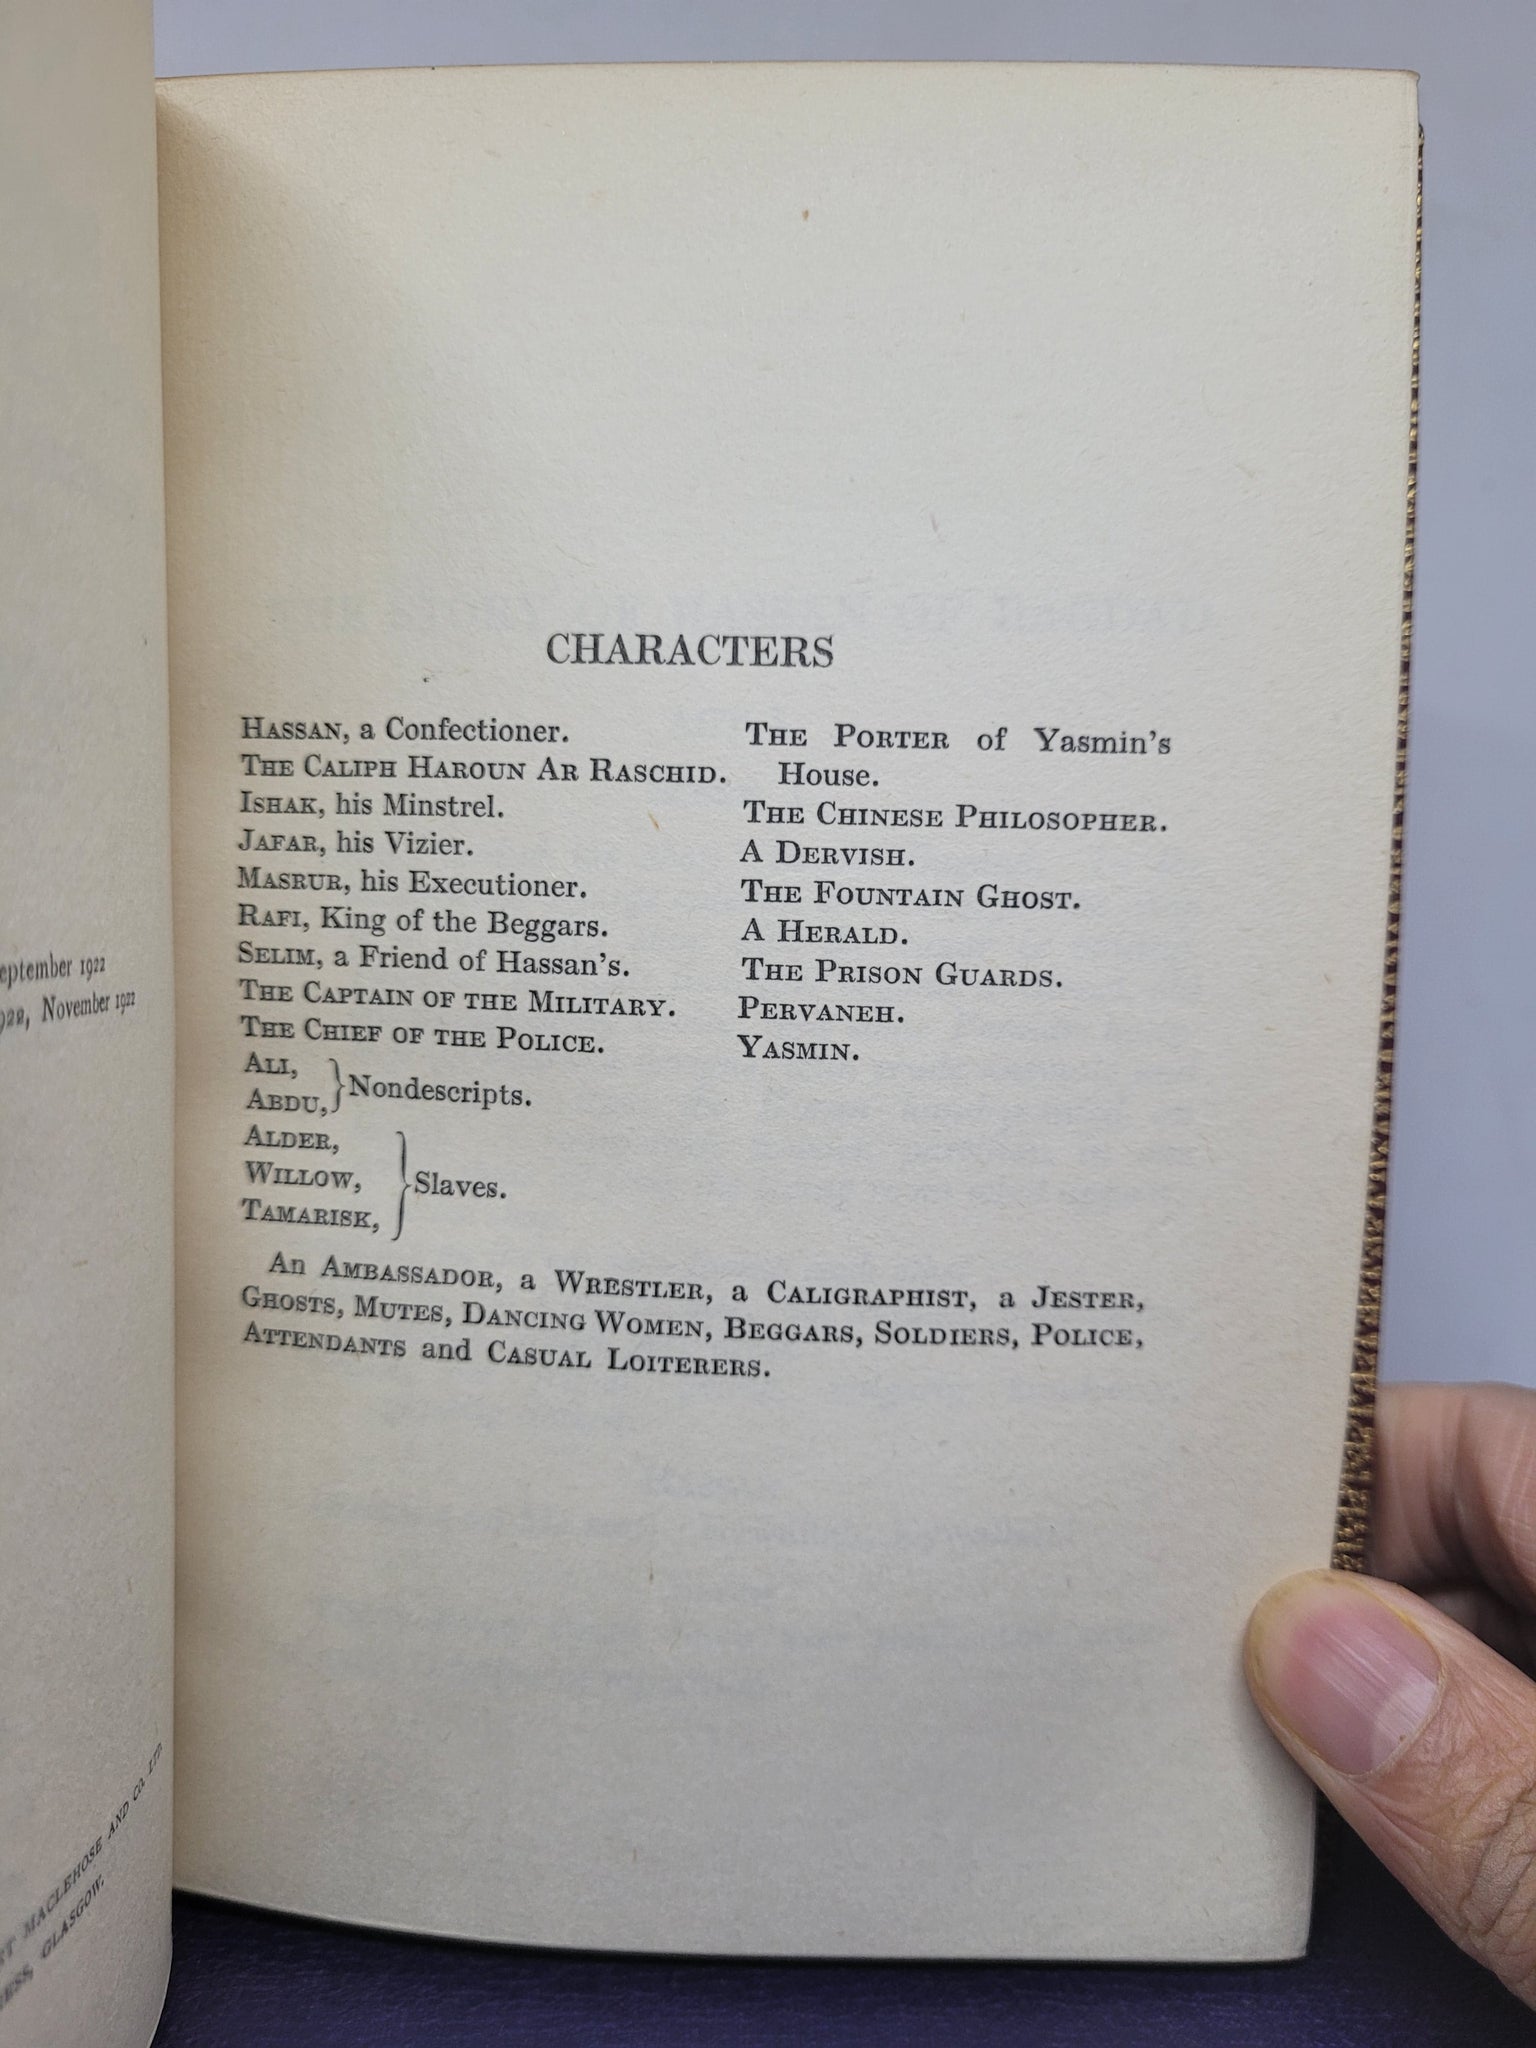 eptember 1922
1922, November 1922
MACLEHOSE AND CO. LTD.
GLASGOW.
CHARACTERS
HASSAN, a Confectioner.
THE CALIPH HAROUN AR RASCHID.
ISHAK, his Minstrel.
JAFAR, his Vizier.
MASRUR, his Executioner.
RAFI, King of the Beggars.
SELIM, a Friend of Hassan's.
THE CAPTAIN OF THE MILITARY.
THE CHIEF OF THE POLICE.
ALI,
ABDU,
Nondescripts.
ALDER,
WILLOW,
TAMARISK,
Slaves.
THE PORTER of Yasmin's
House.
THE CHINESE PHILOSOPHER.
A DERVISH.
THE FOUNTAIN GHOST.
A HERALD.
THE PRISON GUARDS.
PERVANEH.
YASMIN.
An AMBASSADOR, a WRESTLER, a CALIGRAPHIST, a JESTER,
GHOSTS, MUTES, DANCING WOMEN, BEGGARS, SOLDIERS, POLICE,
ATTENDANTS and CASUAL LOITERERS.